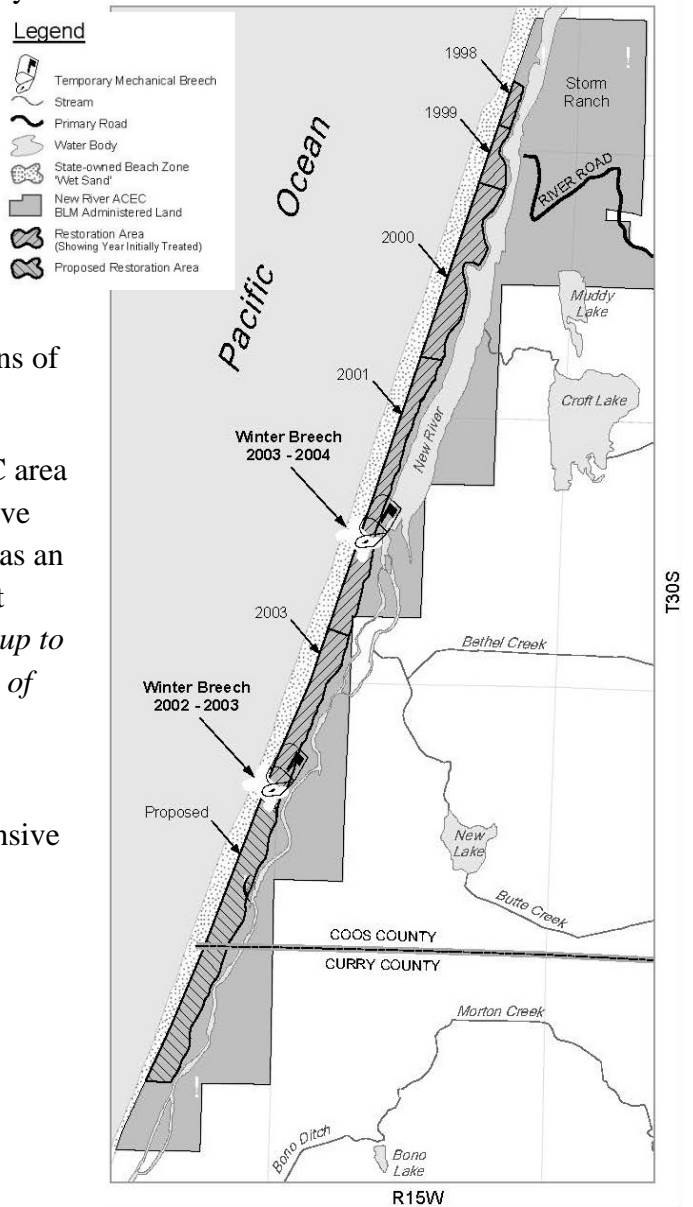 Legend
Temporary Mechanical Breech
Stream
Primary Road
Water Body
State-owned Beach Zone
'Wet Sand'
New River ACEC
BLM Administered Land
Restoration Area
(Showing Year Initially Treated)
Proposed Restoration Area
ns of
C area
ve
as an
t
up to
of
nsive
Pacific Ocean
1998
1999
2000
2001
Winter Breech
2003 - 2004
2003
Winter Breech
2002 - 2003
Proposed
!
Storm
Ranch
RIVER ROAD
Muddy
Lake
Croft Lake
New River
Bethel Creek
New
Lake
Butte Creek
COOS COUNTY
CURRY COUNTY
Morton Creek
!
Bono Ditch
Bono
Lake
T30S
R15W